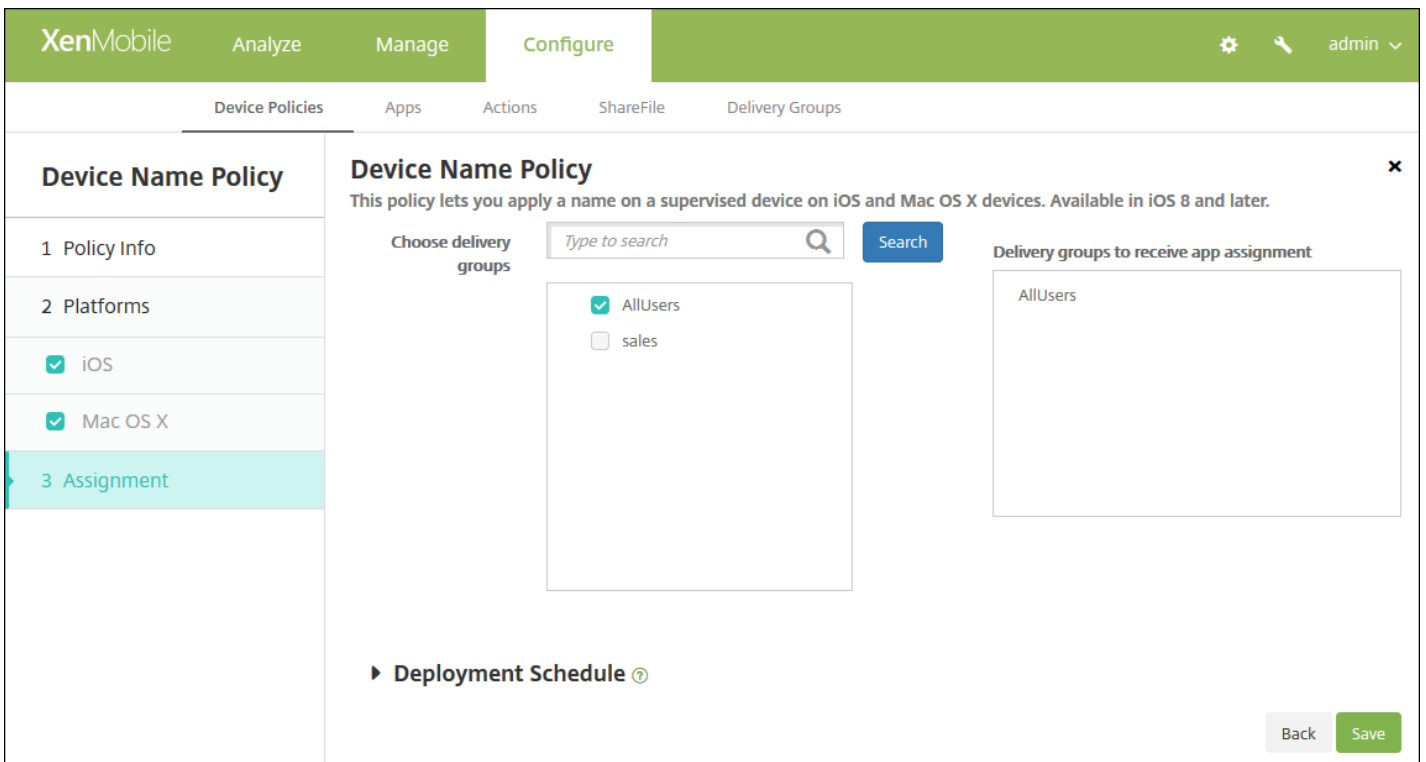 XenMobile Analyze Manage Configure admin
Device Policies Apps Actions ShareFile Delivery Groups
Device Name Policy
1 Policy Info
2 Platforms
iOS
Mac OS X
3 Assignment
Device Name Policy
This policy lets you apply a name on a supervised device on iOS and Mac OS X devices. Available in iOS 8 and later.
Choose delivery
groups
Type to search
Search
AllUsers
sales
Delivery groups to receive app assignment
AllUsers
Deployment Schedule ?
Back Save